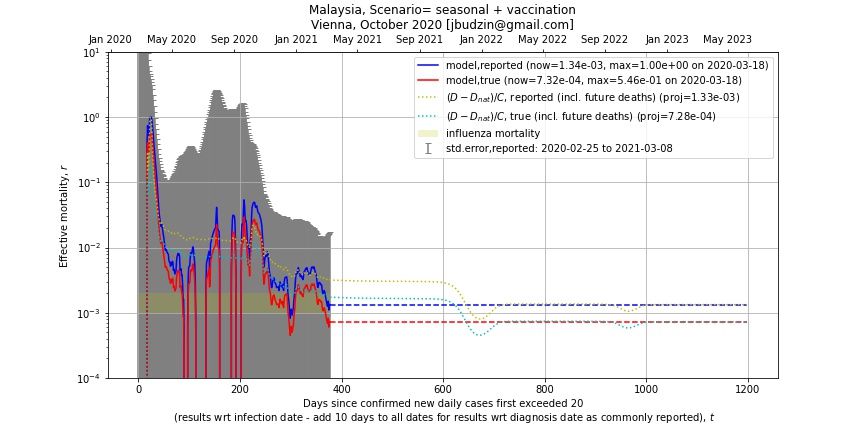 Malaysia, Scenario= seasonal + vaccination
Vienna, October 2020 [jbudzin@gmail.com]
Jan 2020 May 2020 Sep 2020 Jan 2021 May 2021 Sep 2021 Jan 2022 May 2022 Sep 2022 Jan 2023 May 2023
model,reported (now=1.34e-03, max=1.00e+00 on 2020-03-18)
model,true (now=7.32e-04, max=5.46e-01 on 2020-03-18)
(D − Dnat)/C, reported (incl. future deaths) (proj=1.33e-03)
(D − Dnat)/C, true (incl. future deaths) (proj=7.28e-04)
influenza mortality
std.error,reported: 2020-02-25 to 2021-03-08
10¹
10⁰
10⁻¹
10⁻²
10⁻³
10⁻⁴
Effective mortality, r
0 200 400 600 800 1000 1200
Days since confirmed new daily cases first exceeded 20
(results wrt infection date - add 10 days to all dates for results wrt diagnosis date as commonly reported), t